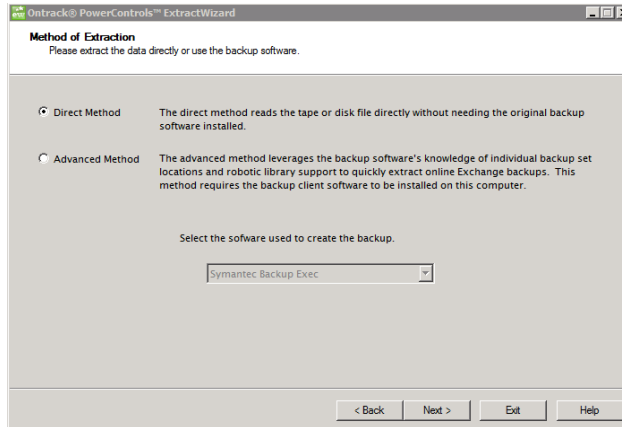 Ontrack® PowerControls™ ExtractWizard
Method of Extraction
Please extract the data directly or use the backup software.
Direct Method
The direct method reads the tape or disk file directly without needing the original backup
software installed.
Advanced Method
The advanced method leverages the backup software's knowledge of individual backup set
locations and robotic library support to quickly extract online Exchange backups. This
method requires the backup client software to be installed on this computer.
Select the sofware used to create the backup.
Symantec Backup Exec
< Back
Next >
Exit
Help